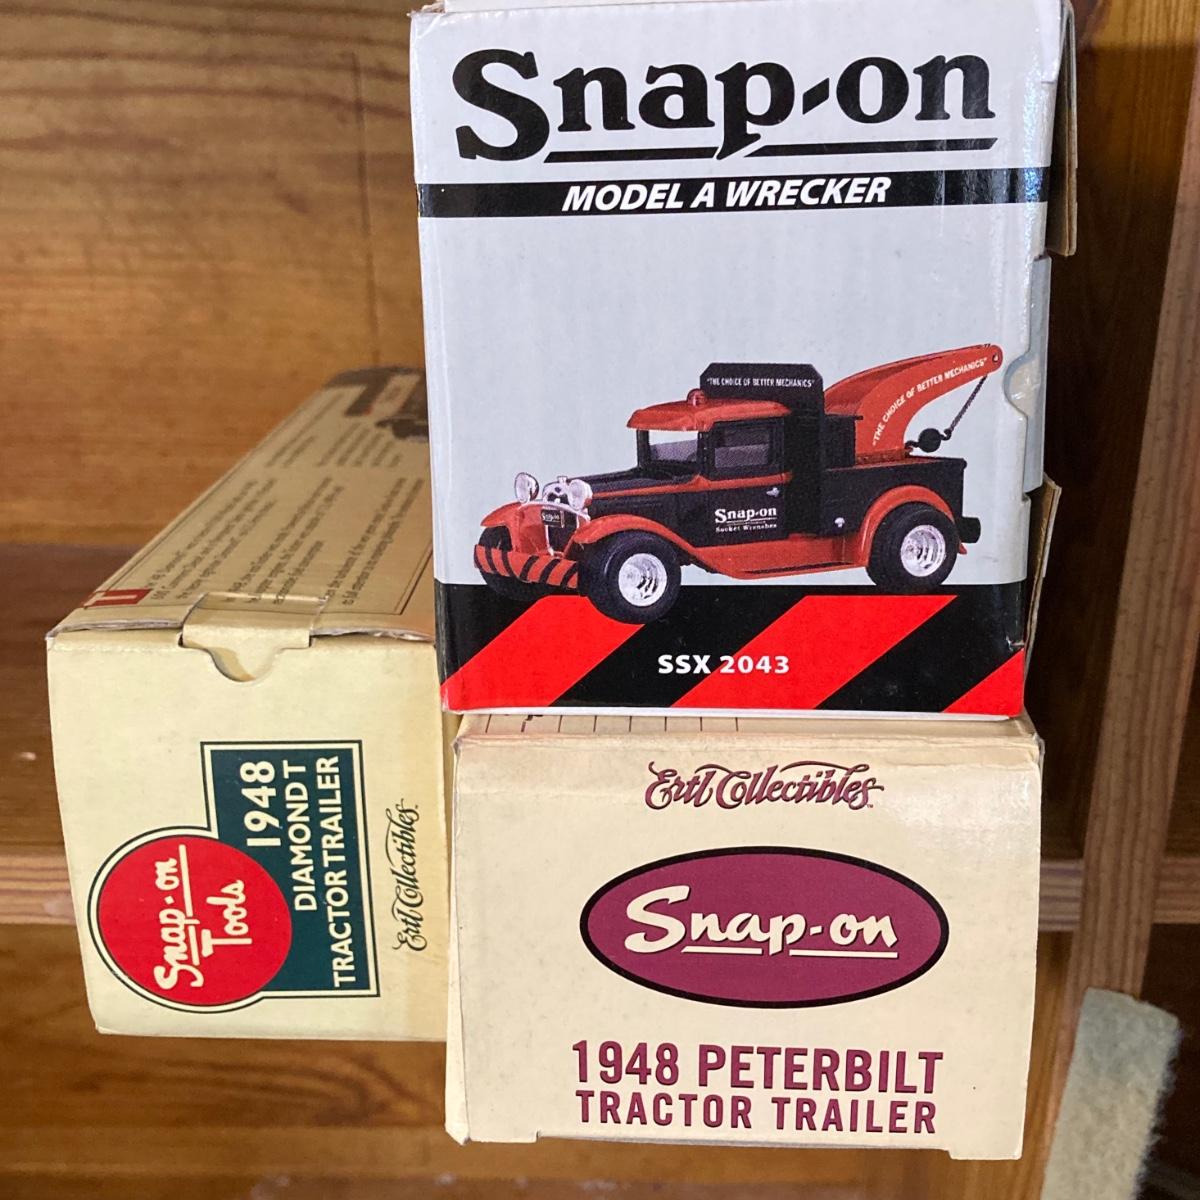 Snap-on
MODEL A WRECKER
"THE CHOICE OF BETTER MECHANICS"
"THE CHOICE OF BETTER MECHANICS"
Snap-on
Socket Wrenches
SSX 2043
Snap-on
Tools
1948
DIAMOND T
TRACTOR TRAILER
Ertl Collectibles
Ertl Collectibles
Snap-on
1948 PETERBILT
TRACTOR TRAILER